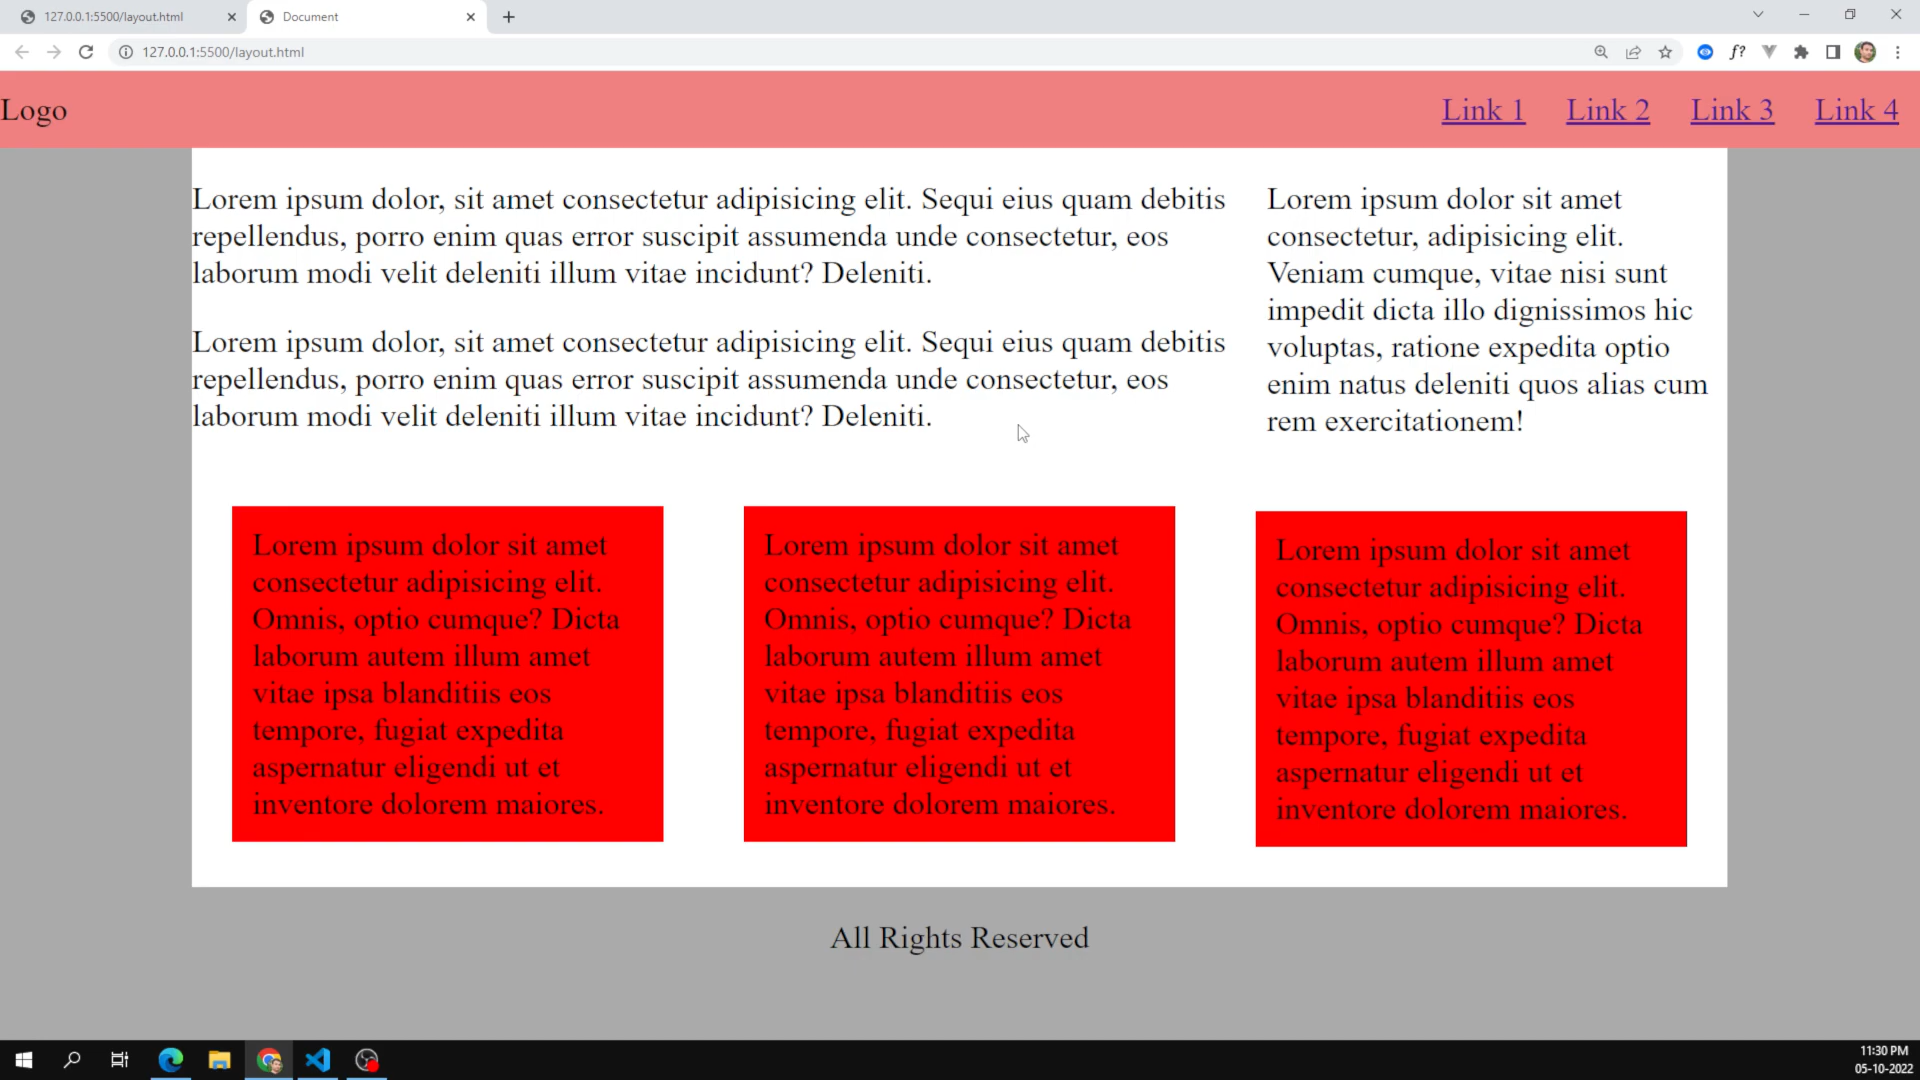 127.0.0.1:5500/layout.html
Document
127.0.0.1:5500/layout.html
f?
Logo
Link 1
Link 2
Link 3
Link 4
Lorem ipsum dolor, sit amet consectetur adipisicing elit. Sequi eius quam debitis
repellendus, porro enim quas error suscipit assumenda unde consectetur, eos
laborum modi velit deleniti illum vitae incidunt? Deleniti.
Lorem ipsum dolor, sit amet consectetur adipisicing elit. Sequi eius quam debitis
repellendus, porro enim quas error suscipit assumenda unde consectetur, eos
laborum modi velit deleniti illum vitae incidunt? Deleniti.
Lorem ipsum dolor sit amet
consectetur, adipisicing elit.
Veniam cumque, vitae nisi sunt
impedit dicta illo dignissimos hic
voluptas, ratione expedita optio
enim natus deleniti quos alias cum
rem exercitationem!
Lorem ipsum dolor sit amet
consectetur adipisicing elit.
Omnis, optio cumque? Dicta
laborum autem illum amet
vitae ipsa blanditiis eos
tempore, fugiat expedita
aspernatur eligendi ut et
inventore dolorem maiores.
Lorem ipsum dolor sit amet
consectetur adipisicing elit.
Omnis, optio cumque? Dicta
laborum autem illum amet
vitae ipsa blanditiis eos
tempore, fugiat expedita
aspernatur eligendi ut et
inventore dolorem maiores.
Lorem ipsum dolor sit amet
consectetur adipisicing elit.
Omnis, optio cumque? Dicta
laborum autem illum amet
vitae ipsa blanditiis eos
tempore, fugiat expedita
aspernatur eligendi ut et
inventore dolorem maiores.
All Rights Reserved
11:30 PM
05-10-2022